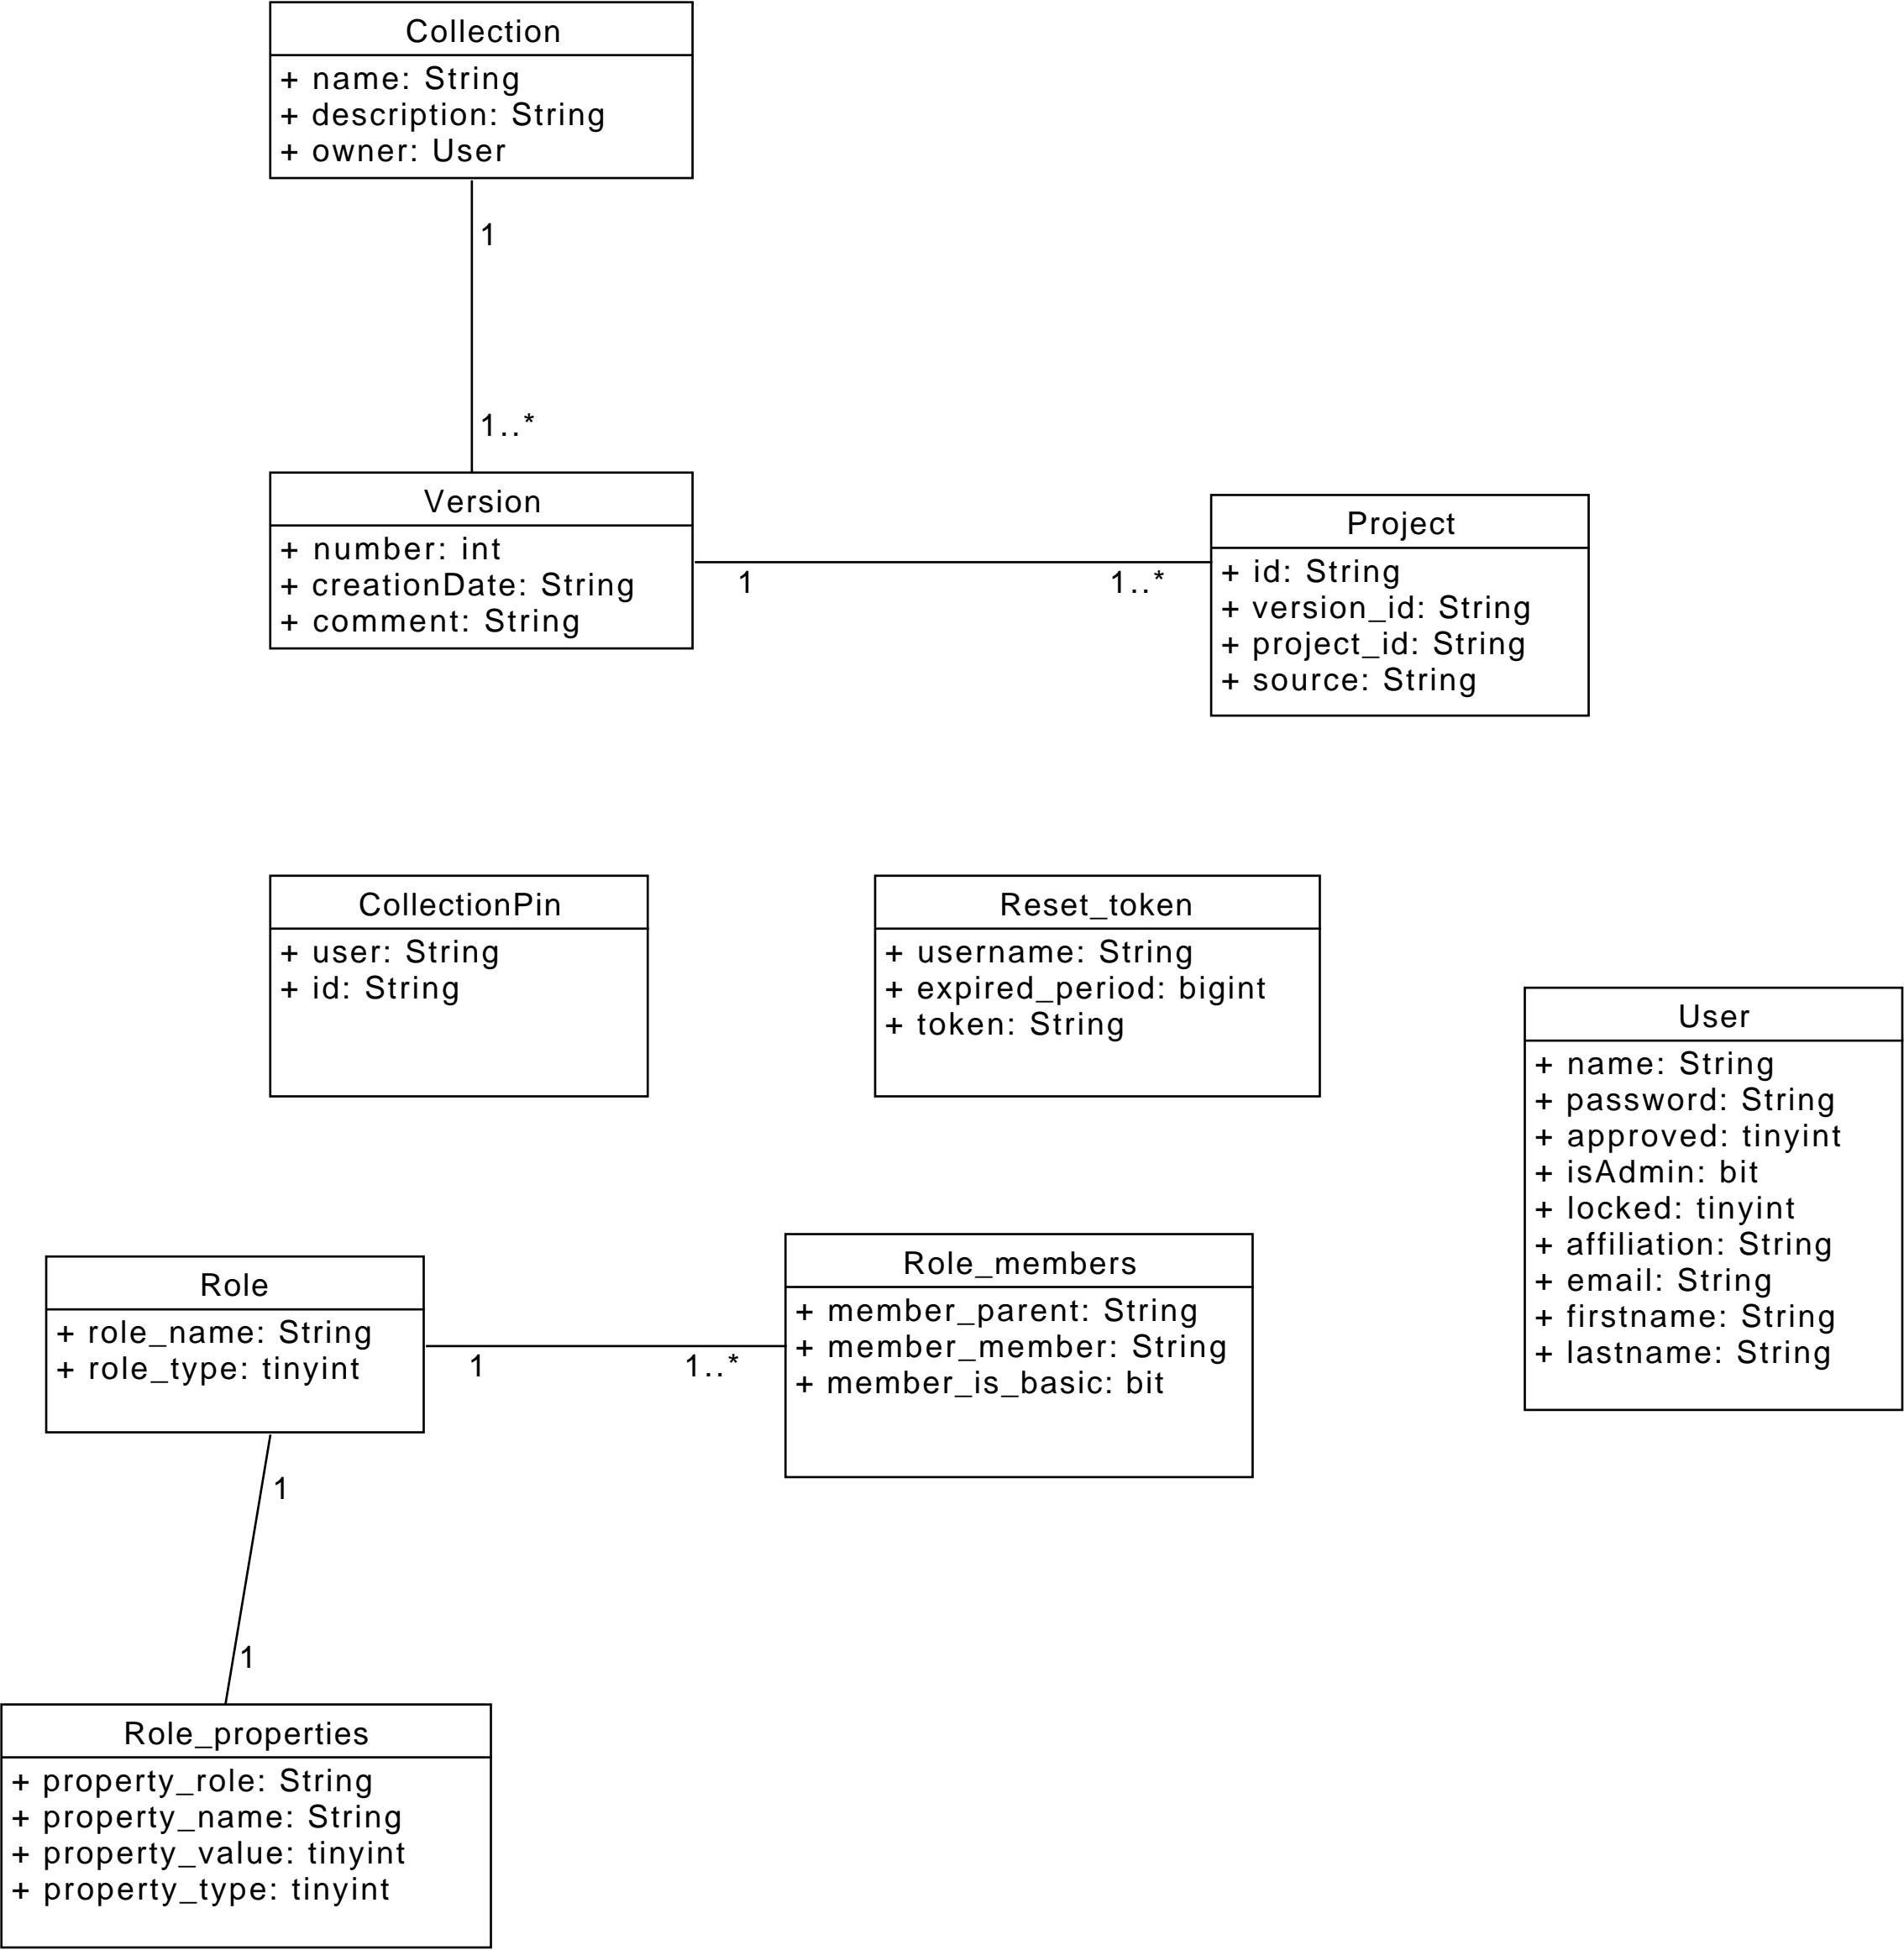 Collection
+ name: String
+ description: String
+ owner: User
1
1..*
Version
+ number: int
+ creationDate: String
+ comment: String
1
1..*
Project
+ id: String
+ version_id: String
+ project_id: String
+ source: String
CollectionPin
+ user: String
+ id: String
Reset_token
+ username: String
+ expired_period: bigint
+ token: String
User
+ name: String
+ password: String
+ approved: tinyint
+ isAdmin: bit
+ locked: tinyint
+ affiliation: String
+ email: String
+ firstname: String
+ lastname: String
Role
+ role_name: String
+ role_type: tinyint
1
1..*
Role_members
+ member_parent: String
+ member_member: String
+ member_is_basic: bit
1
1
Role_properties
+ property_role: String
+ property_name: String
+ property_value: tinyint
+ property_type: tinyint